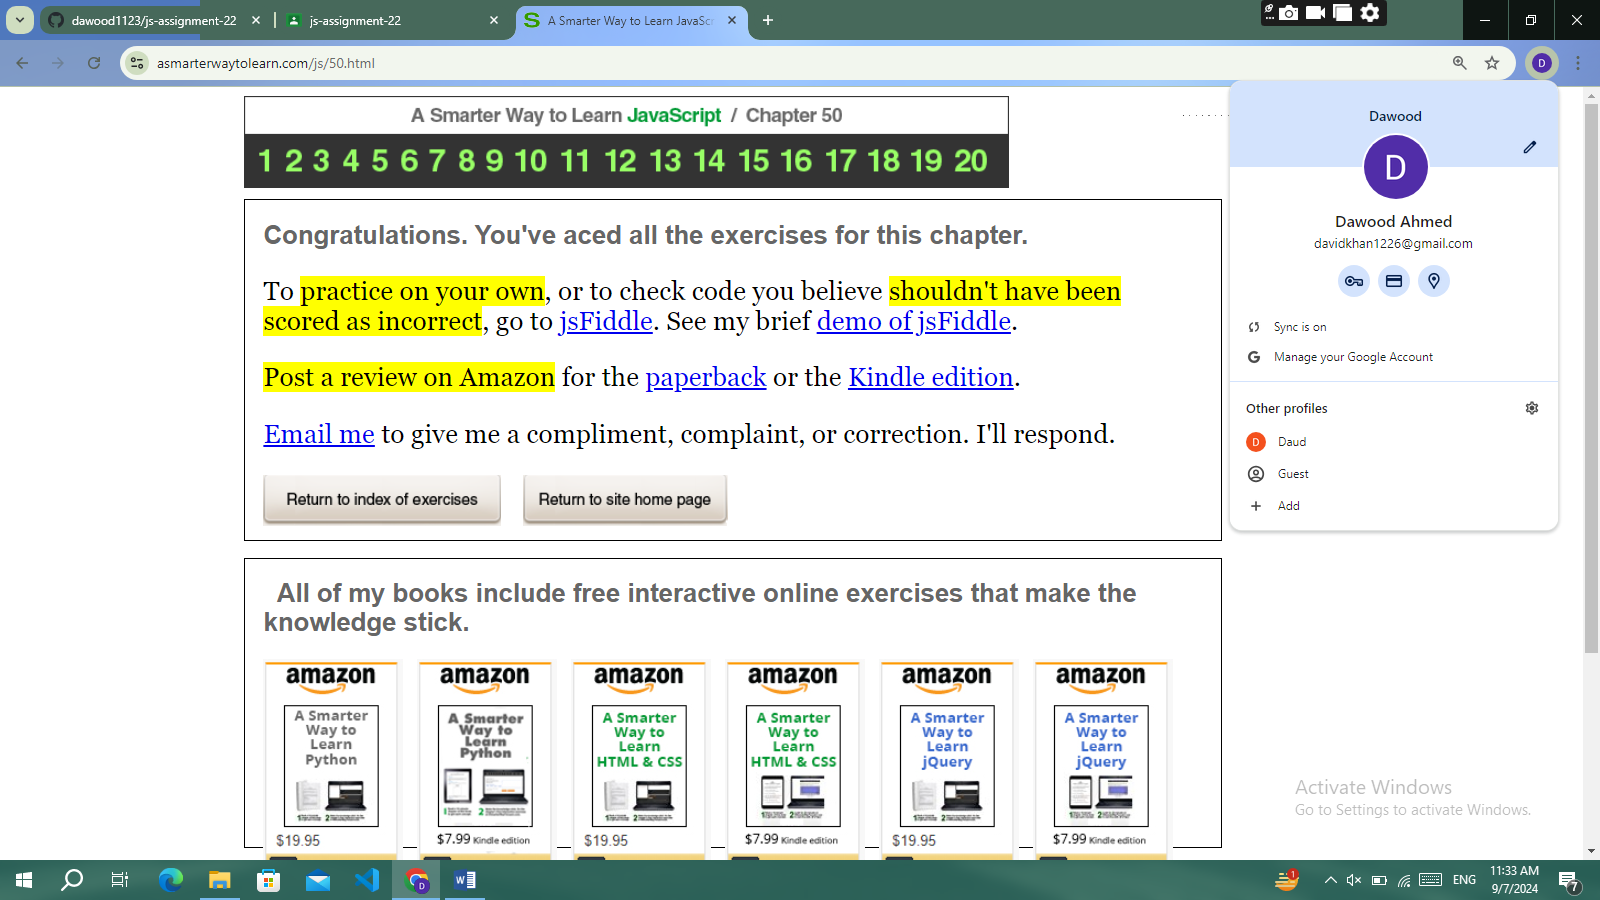 dawood1123/js-assignment-22
js-assignment-22
A Smarter Way to Learn JavaScr
asmarterwaytolearn.com/js/50.html
D
A Smarter Way to Learn JavaScript / Chapter 50
1 2 3 4 5 6 7 8 9 10 11 12 13 14 15 16 17 18 19 20
Congratulations. You've aced all the exercises for this chapter.
To practice on your own, or to check code you believe shouldn't have been
scored as incorrect, go to jsFiddle. See my brief demo of jsFiddle.
Post a review on Amazon for the paperback or the Kindle edition.
Email me to give me a compliment, complaint, or correction. I'll respond.
Return to index of exercises
Return to site home page
All of my books include free interactive online exercises that make the
knowledge stick.
amazon amazon amazon amazon amazon amazon
A Smarter
Way to
Learn
Python
$19.95
A Smarter
Way to
Learn
Python
$7.99 Kindle edition
A Smarter
Way to
Learn
HTML & CSS
$19.95
A Smarter
Way to
Learn
HTML & CSS
$7.99 Kindle edition
A Smarter
Way to
Learn
jQuery
$19.95
A Smarter
Way to
Learn
jQuery
$7.99 Kindle edition
Dawood
D
Dawood Ahmed
davidkhan1226@gmail.com
Sync is on
Manage your Google Account
Other profiles
D Daud
Guest
Add
Activate Windows
Go to Settings to activate Windows.
1
ENG
11:33 AM
9/7/2024
7